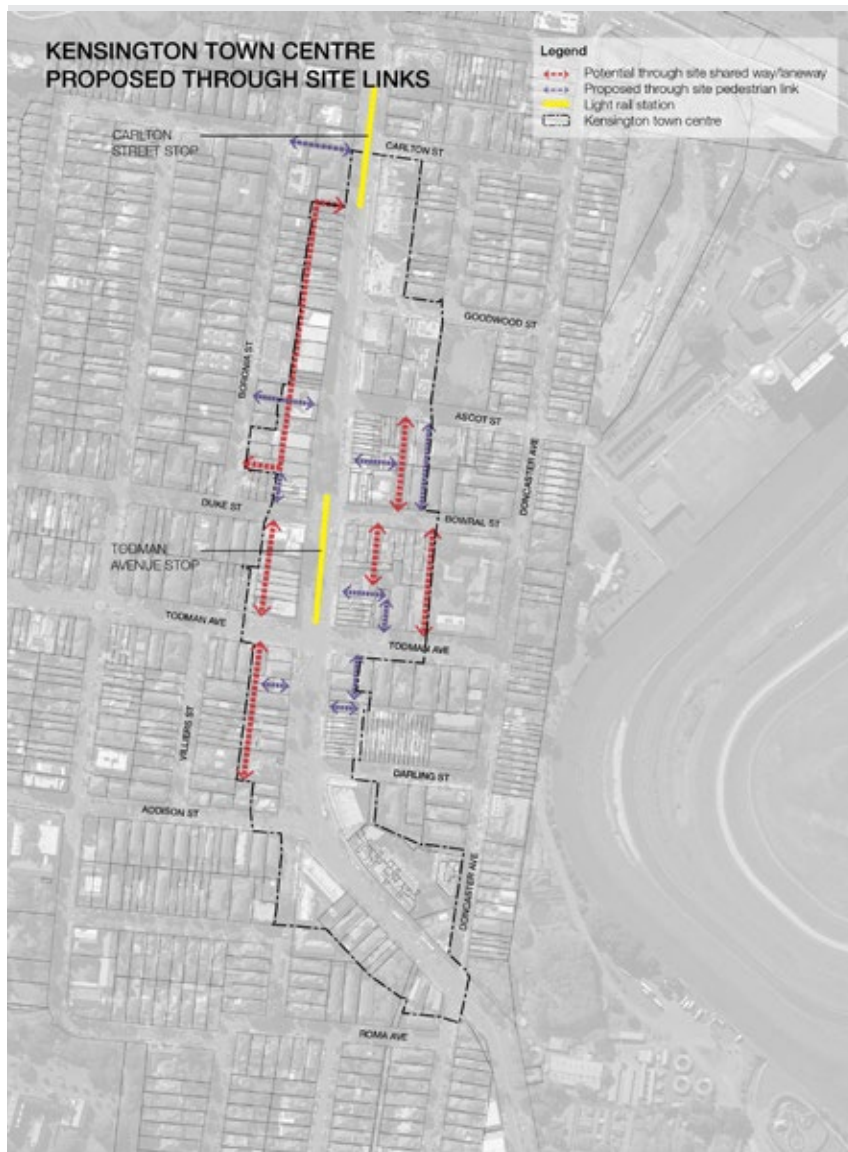 KENSINGTON TOWN CENTRE
PROPOSED THROUGH SITE LINKS
Legend
Potential through site shared way/laneway
Proposed through site pedestrian link
Light rail station
Kensington town centre
CARLTON
STREET STOP
CARLTON ST
GOODWOOD ST
BORONIA ST
ASCOT ST
DONCASTER AVE
DUKE ST
BOWRAL ST
TODMAN
AVENUE STOP
TODMAN AVE
TODMAN AVE
VILLIERS ST
DARLING ST
ADDISON ST
DONCASTER AVE
ROMA AVE